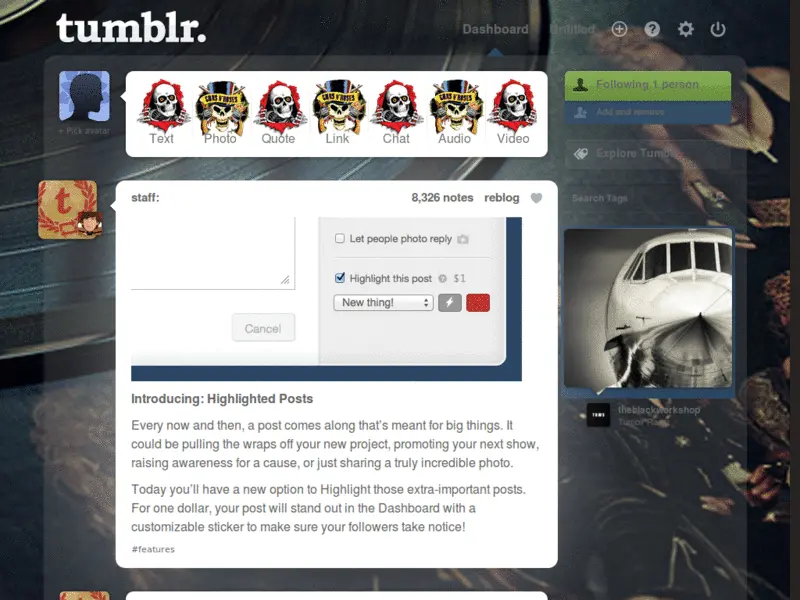 tumblr.
Dashboard
Untitled
+ Pick avatar
Text Photo Quote Link Chat Audio Video
Following 1 person
Add and remove
Explore Tumblr
Search Tags
staff:
8,326 notes reblog
Let people photo reply
Highlight this post $1
New thing!
Cancel
Introducing: Highlighted Posts
Every now and then, a post comes along that's meant for big things. It
could be pulling the wraps off your new project, promoting your next show,
raising awareness for a cause, or just sharing a truly incredible photo.
Today you'll have a new option to Highlight those extra-important posts.
For one dollar, your post will stand out in the Dashboard with a
customizable sticker to make sure your followers take notice!
#features
theblackworkshop
Tumblr Radar